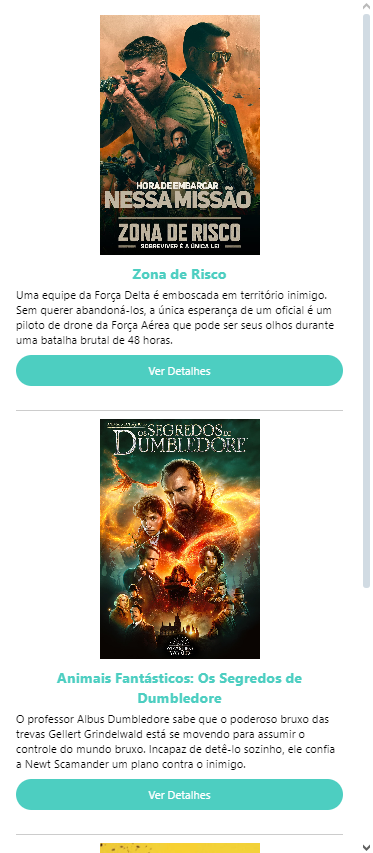 HORA DE EMBARCAR
NESSA MISSÃO
ZONA DE RISCO
SOBREVIVER É A ÚNICA LEI
Zona de Risco
Uma equipe da Força Delta é emboscada em território inimigo.
Sem querer abandoná-los, a única esperança de um oficial é um
piloto de drone da Força Aérea que pode ser seus olhos durante
uma batalha brutal de 48 horas.
Ver Detalhes
OS SEGREDOS DE
DUMBLEDORE
Animais Fantásticos: Os Segredos de
Dumbledore
O professor Albus Dumbledore sabe que o poderoso bruxo das
trevas Gellert Grindelwald está se movendo para assumir o
controle do mundo bruxo. Incapaz de detê-lo sozinho, ele confia
a Newt Scamander um plano contra o inimigo.
Ver Detalhes